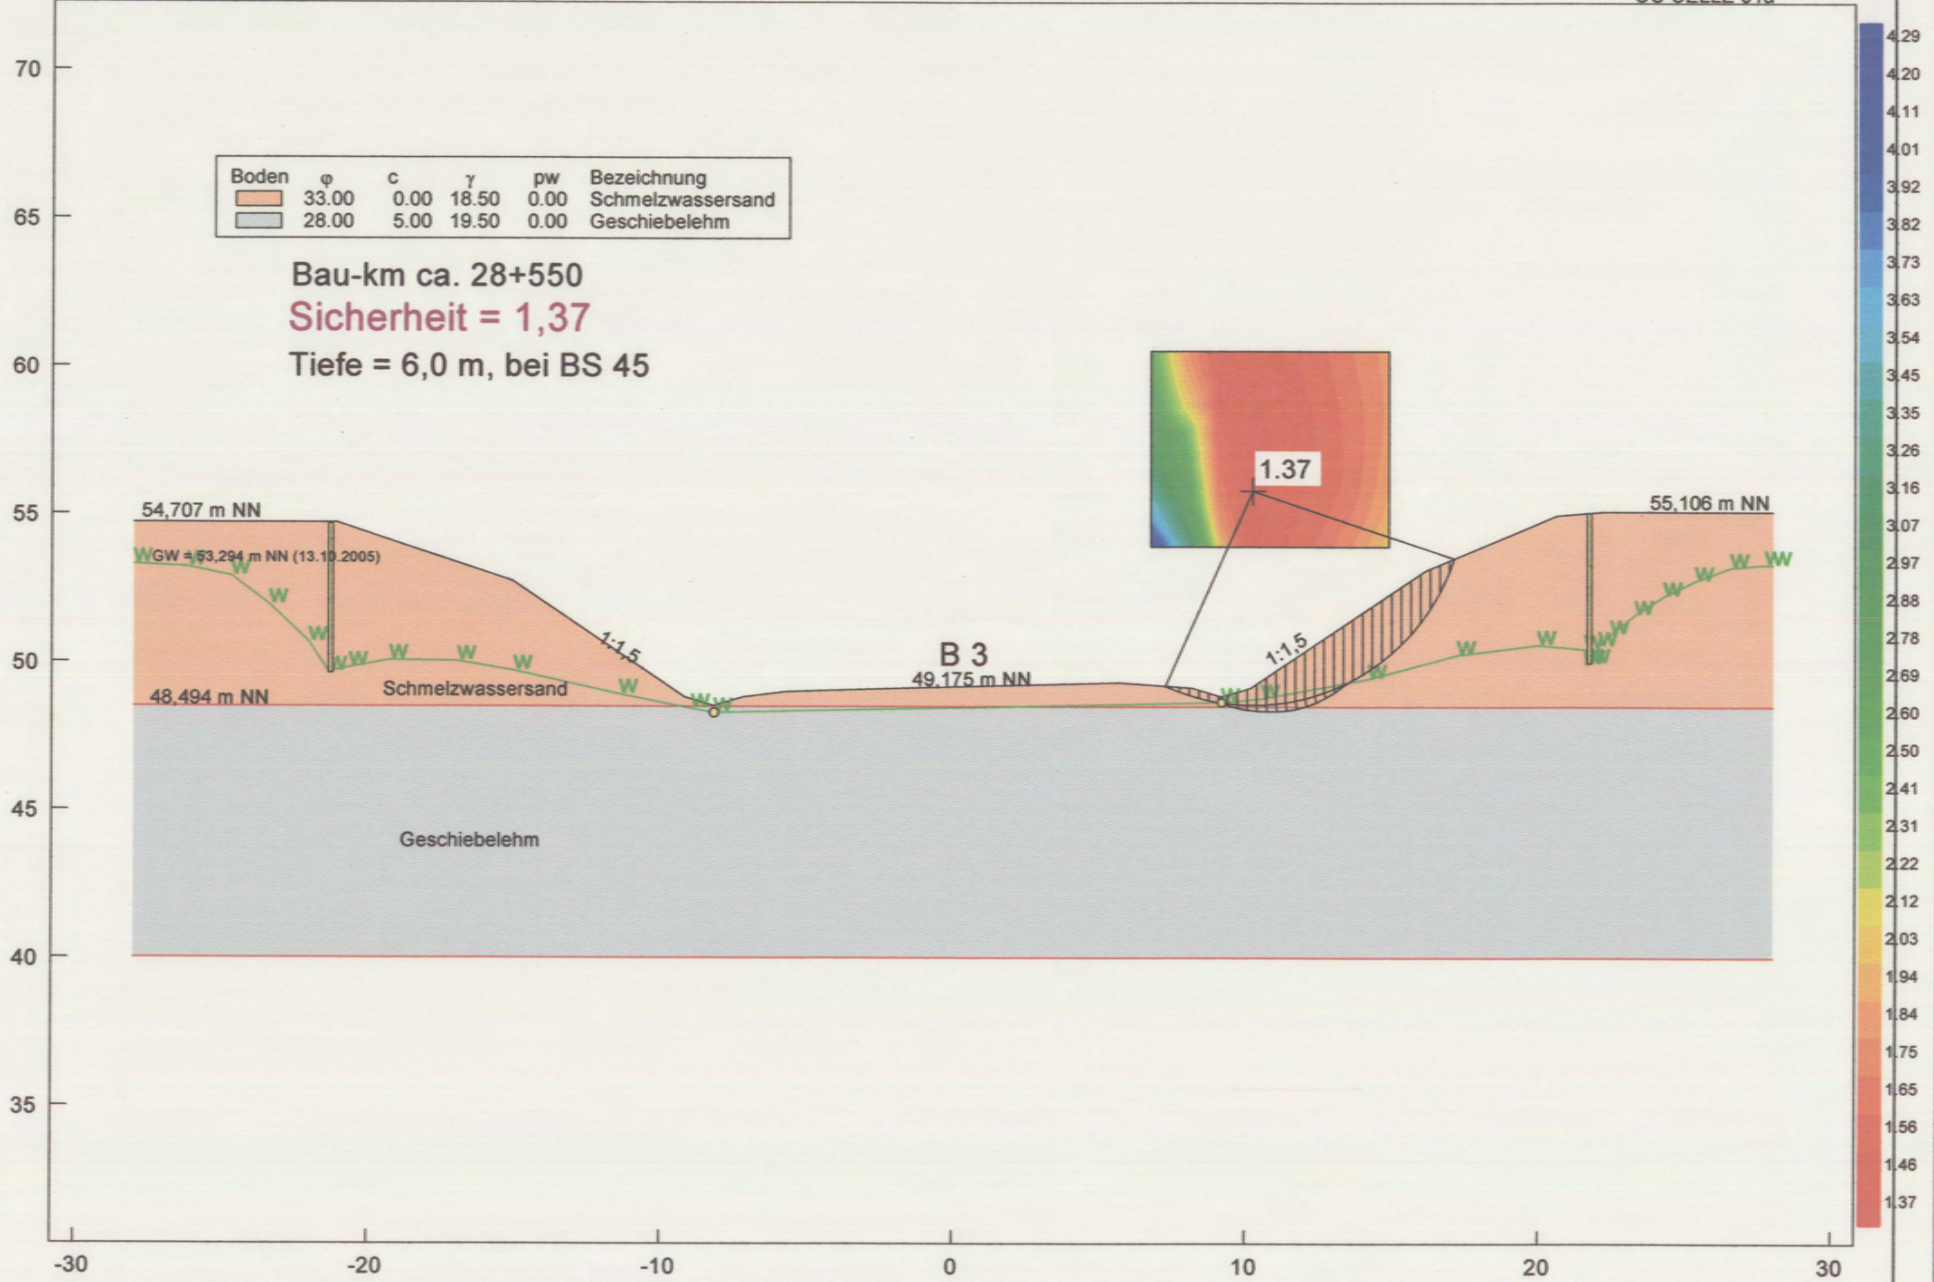 70
65
60
55
50
45
40
35
-30 -20 -10 0 10 20 30
Boden φ c γ pw Bezeichnung
33.00 0.00 18.50 0.00 Schmelzwassersand
28.00 5.00 19.50 0.00 Geschiebelehm
Bau-km ca. 28+550
Sicherheit = 1,37
Tiefe = 6,0 m, bei BS 45
1.37
54,707 m NN
55,106 m NN
GW = 53,294 m NN (13.10.2005)
W W W W W W W W W W W W W
W W W W W W W W W W W W W W W
1:1,5
1:1,5
B 3
49,175 m NN
Schmelzwassersand
48,494 m NN
Geschiebelehm
4.29
4.20
4.11
4.01
3.92
3.82
3.73
3.63
3.54
3.45
3.35
3.26
3.16
3.07
2.97
2.88
2.78
2.69
2.60
2.50
2.41
2.31
2.22
2.12
2.03
1.94
1.84
1.75
1.65
1.56
1.46
1.37